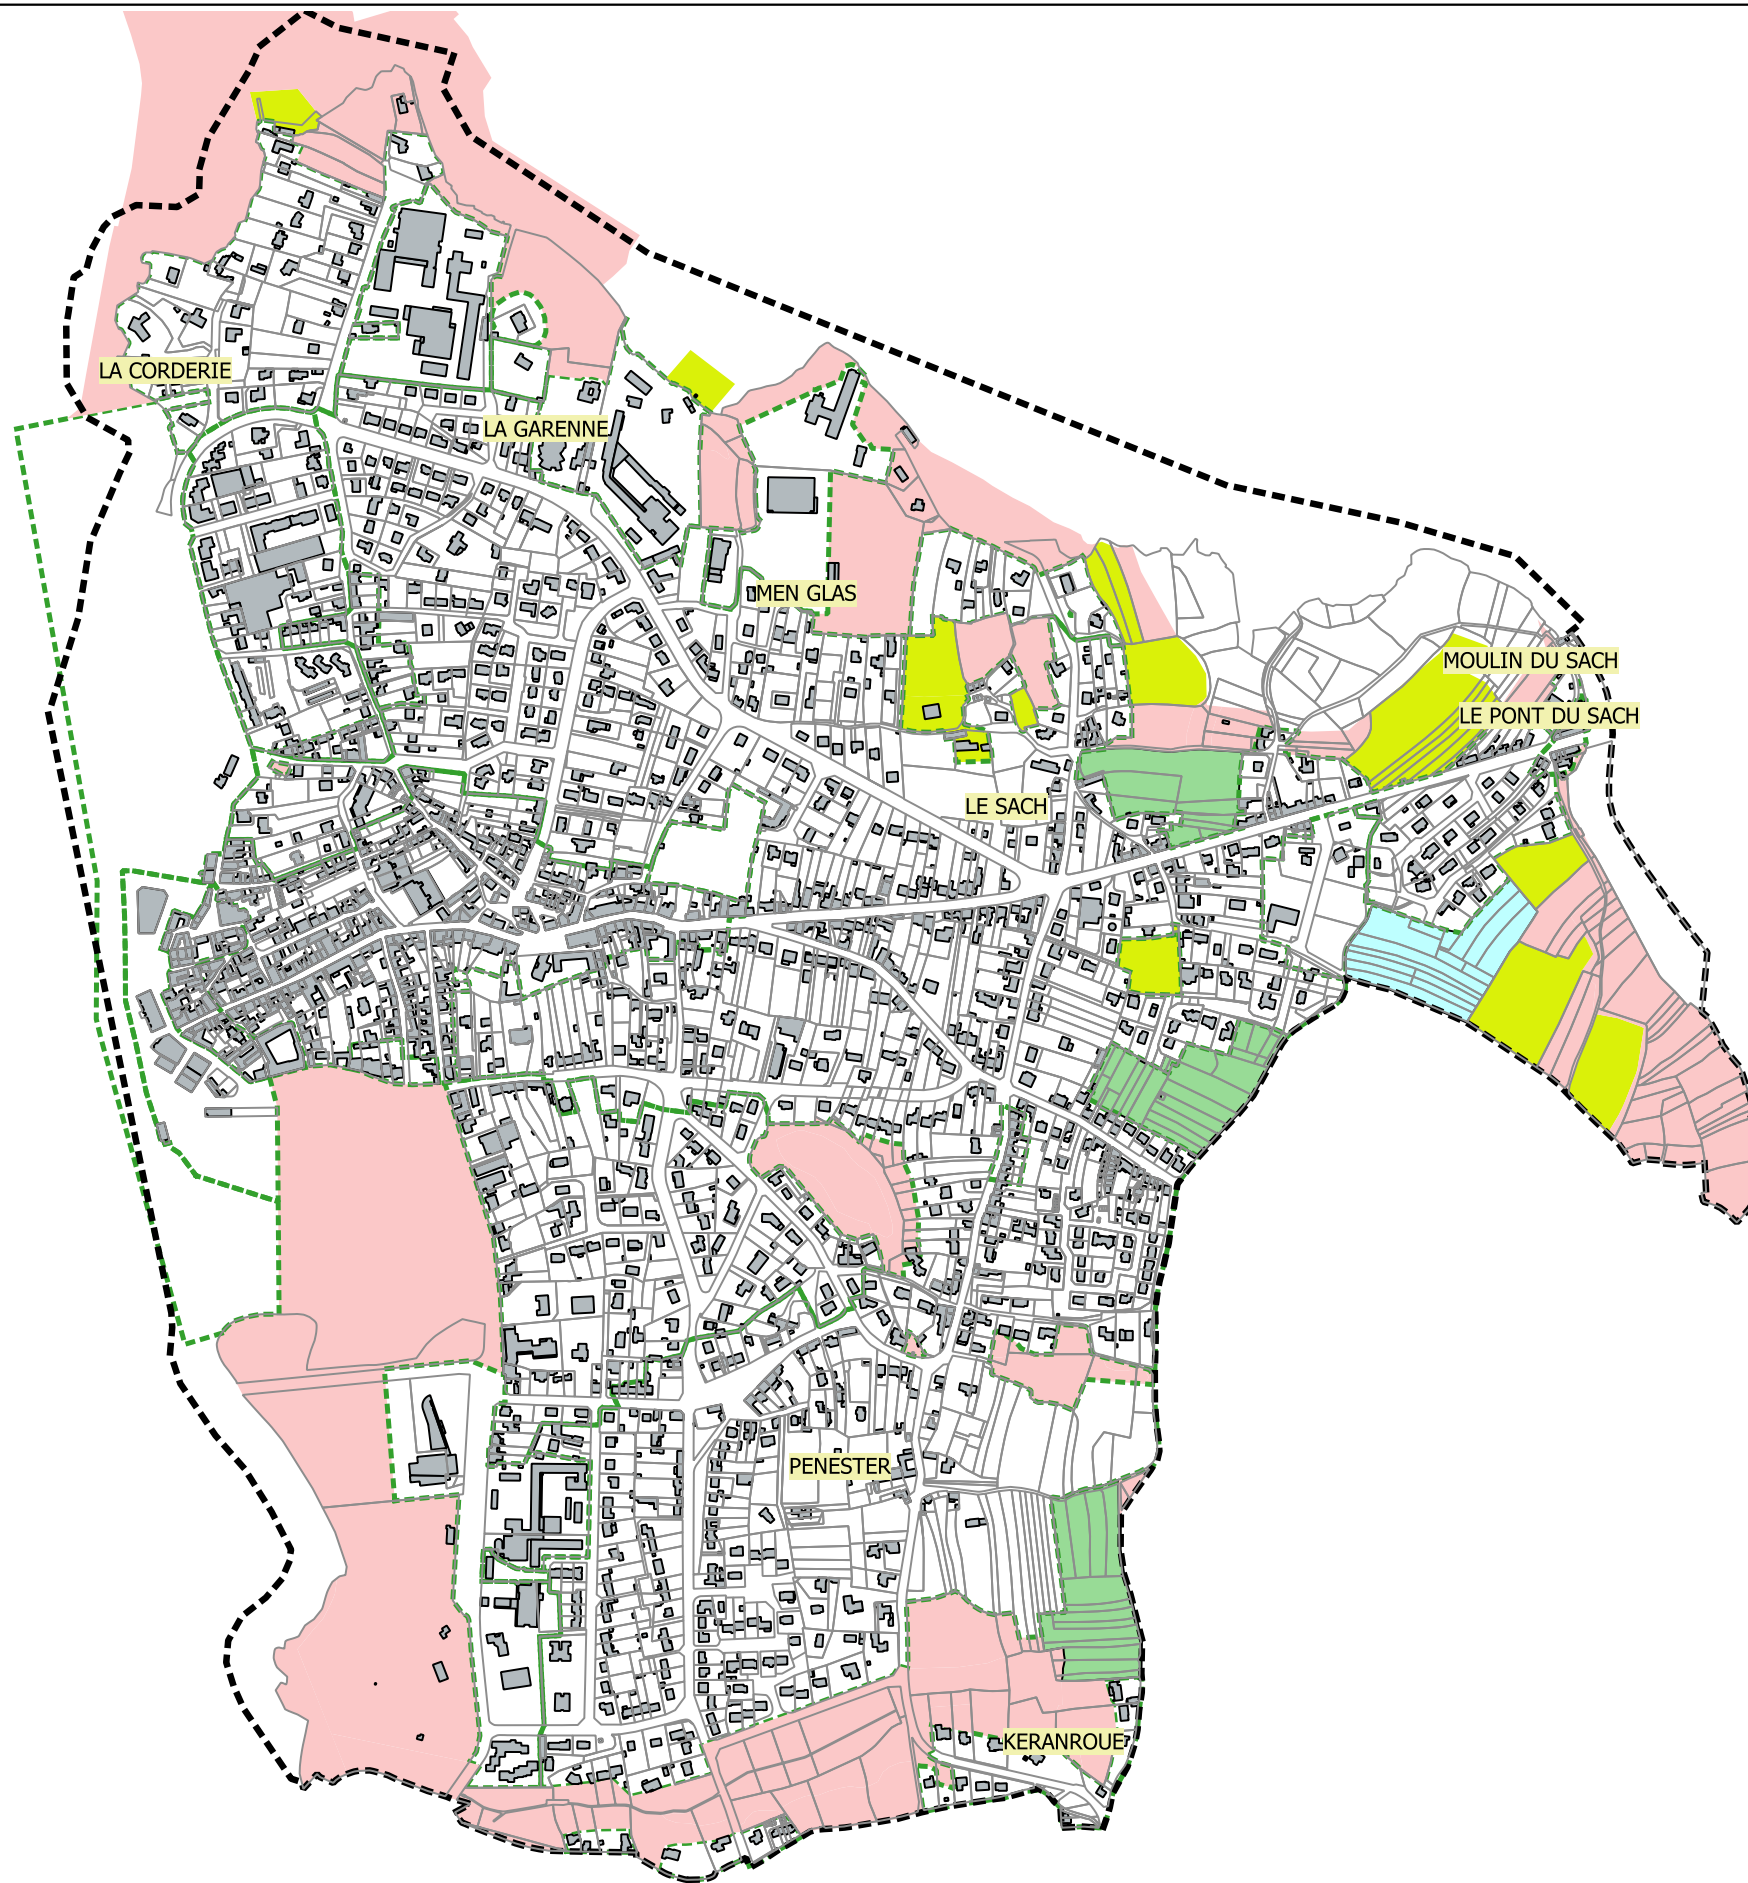 LA CORDERIE
LA GARENNE
MEN GLAS
MOULIN DU SACH
LE PONT DU SACH
LE SACH
PENESTER
KERANROUE